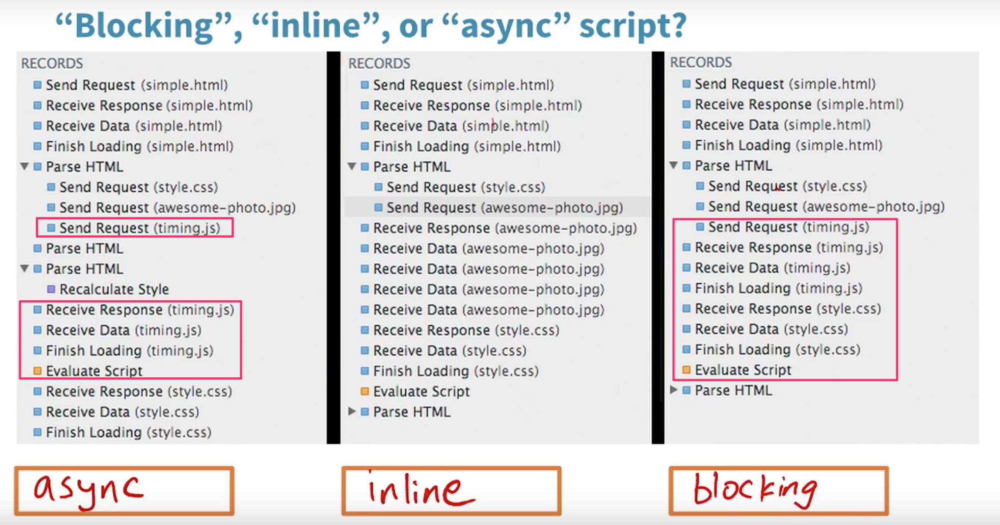 “Blocking”, “inline”, or “async” script?
RECORDS
Send Request (simple.html)
Receive Response (simple.html)
Receive Data (simple.html)
Finish Loading (simple.html)
Parse HTML
Send Request (style.css)
Send Request (awesome-photo.jpg)
Send Request (timing.js)
Parse HTML
Parse HTML
Recalculate Style
Receive Response (timing.js)
Receive Data (timing.js)
Finish Loading (timing.js)
Evaluate Script
Receive Response (style.css)
Receive Data (style.css)
Finish Loading (style.css)
async
RECORDS
Send Request (simple.html)
Receive Response (simple.html)
Receive Data (simple.html)
Finish Loading (simple.html)
Parse HTML
Send Request (style.css)
Send Request (awesome-photo.jpg)
Receive Response (awesome-photo.jpg)
Receive Data (awesome-photo.jpg)
Receive Data (awesome-photo.jpg)
Receive Data (awesome-photo.jpg)
Receive Data (awesome-photo.jpg)
Receive Response (style.css)
Receive Data (style.css)
Finish Loading (style.css)
Evaluate Script
Parse HTML
inline
RECORDS
Send Request (simple.html)
Receive Response (simple.html)
Receive Data (simple.html)
Finish Loading (simple.html)
Parse HTML
Send Request (style.css)
Send Request (awesome-photo.jpg)
Send Request (timing.js)
Receive Response (timing.js)
Receive Data (timing.js)
Finish Loading (timing.js)
Receive Response (style.css)
Receive Data (style.css)
Finish Loading (style.css)
Evaluate Script
Parse HTML
blocking